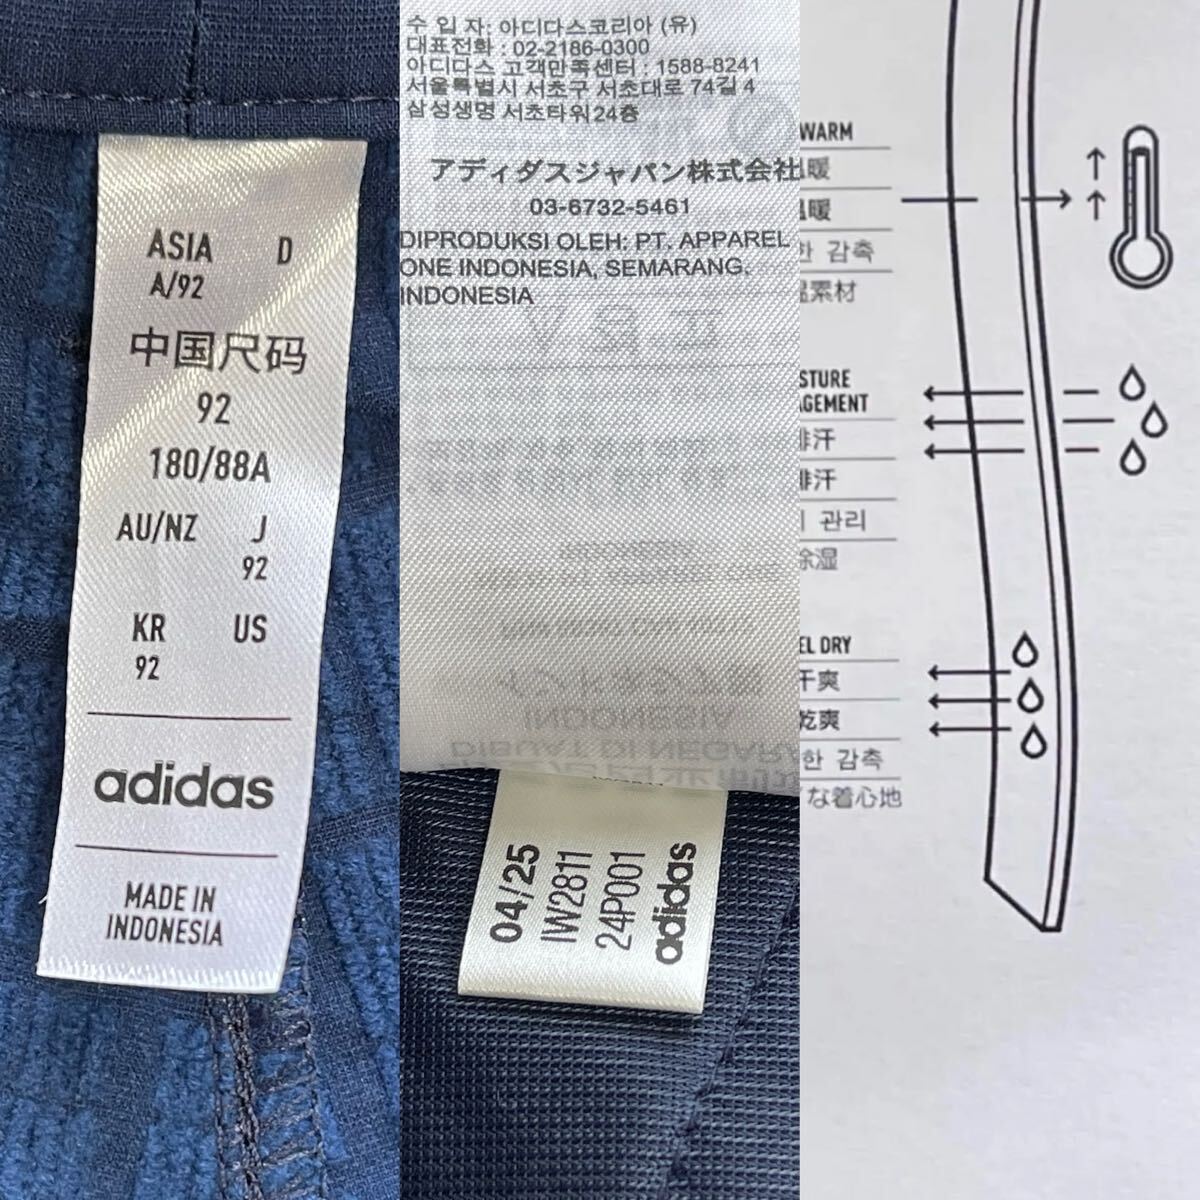 ASIA D
A/92
中国尺码
92
180/88A
AU/NZ J
92
KR US
92
adidas
MADE IN
INDONESIA
수 입 자: 아디다스코리아 (유)
대표전화 : 02-2186-0300
아디다스 고객만족센터 : 1588-8241
서울특별시 서초구 서초대로 74길 4
삼성생명 서초타워 24층
アディダスジャパン株式会社
03-6732-5461
DIPRODUKSI OLEH: PT. APPAREL
ONE INDONESIA, SEMARANG.
INDONESIA
04/25
IW2811
24P001
adidas
WARM
温暖
温暖
한 감촉
温素材
STURE
AGEMENT
排汗
排汗
관리
除湿
EL DRY
干爽
乾爽
한 감촉
な着心地